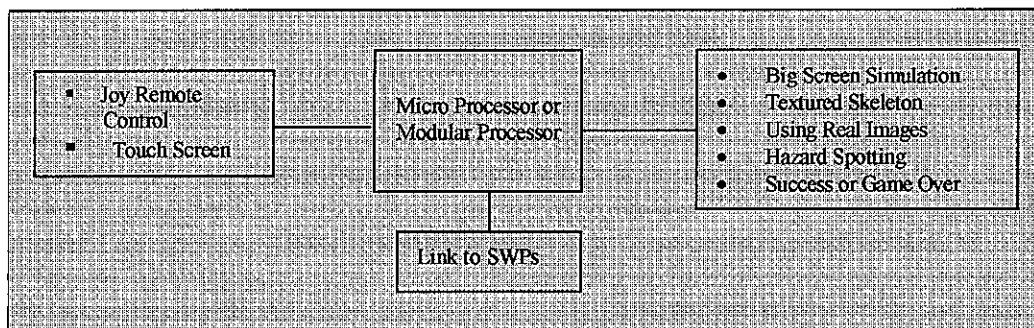 ▪ Joy Remote
Control
▪ Touch Screen
Micro Processor or
Modular Processor
• Big Screen Simulation
• Textured Skeleton
• Using Real Images
• Hazard Spotting
• Success or Game Over
Link to SWPs